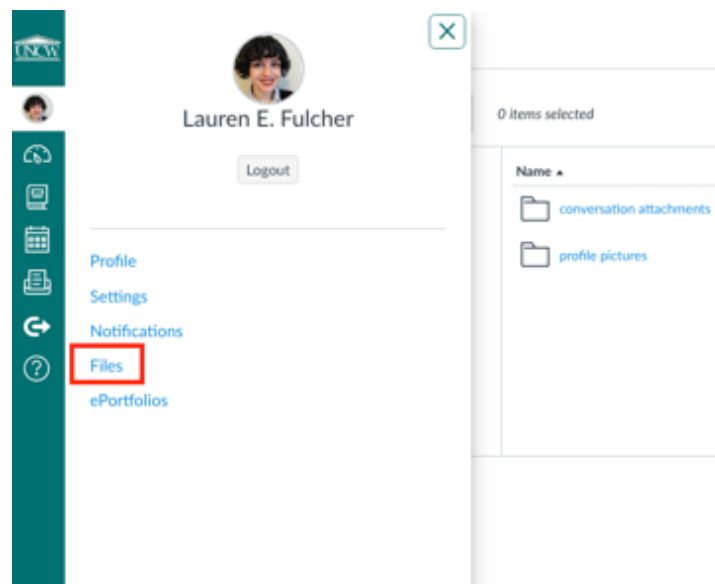 UNCW
Lauren E. Fulcher
Logout
Profile
Settings
Notifications
Files
ePortfolios
0 items selected
Name
conversation attachments
profile pictures